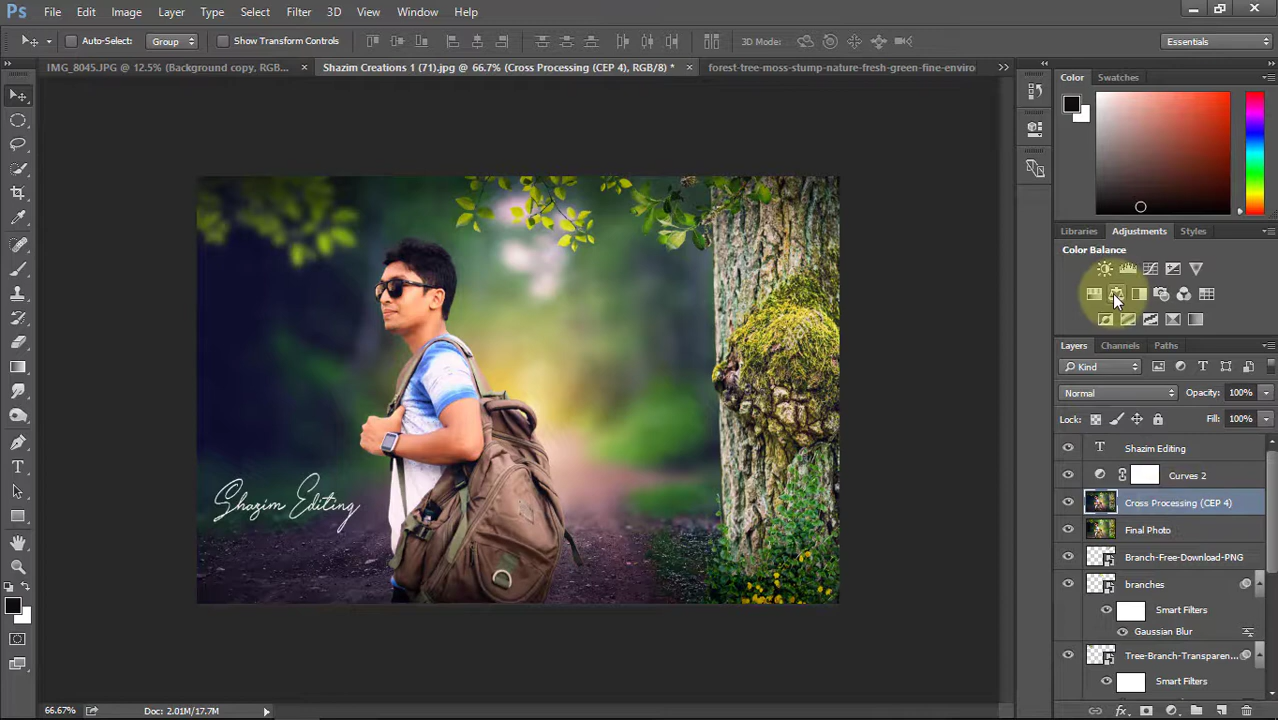 Ps File Edit Image Layer Type Select Filter 3D View Window Help
Auto-Select: Group Show Transform Controls 3D Mode: Essentials
IMG_8045.JPG @ 12.5% (Background copy, RGB... × Shazim Creations 1 (71).jpg @ 66.7% (Cross Processing (CEP 4), RGB/8) * × forest-tree-moss-stump-nature-fresh-green-fine-enviro
Color Swatches
Libraries Adjustments Styles
Color Balance
Layers Channels Paths
Kind
Normal Opacity: 100%
Lock: Fill: 100%
Shazim Editing
Curves 2
Cross Processing (CEP 4)
Final Photo
Branch-Free-Download-PNG
branches
Smart Filters
Gaussian Blur
Tree-Branch-Transparen...
Smart Filters
Shazim Editing
66.67% Doc: 2.01M/17.7M